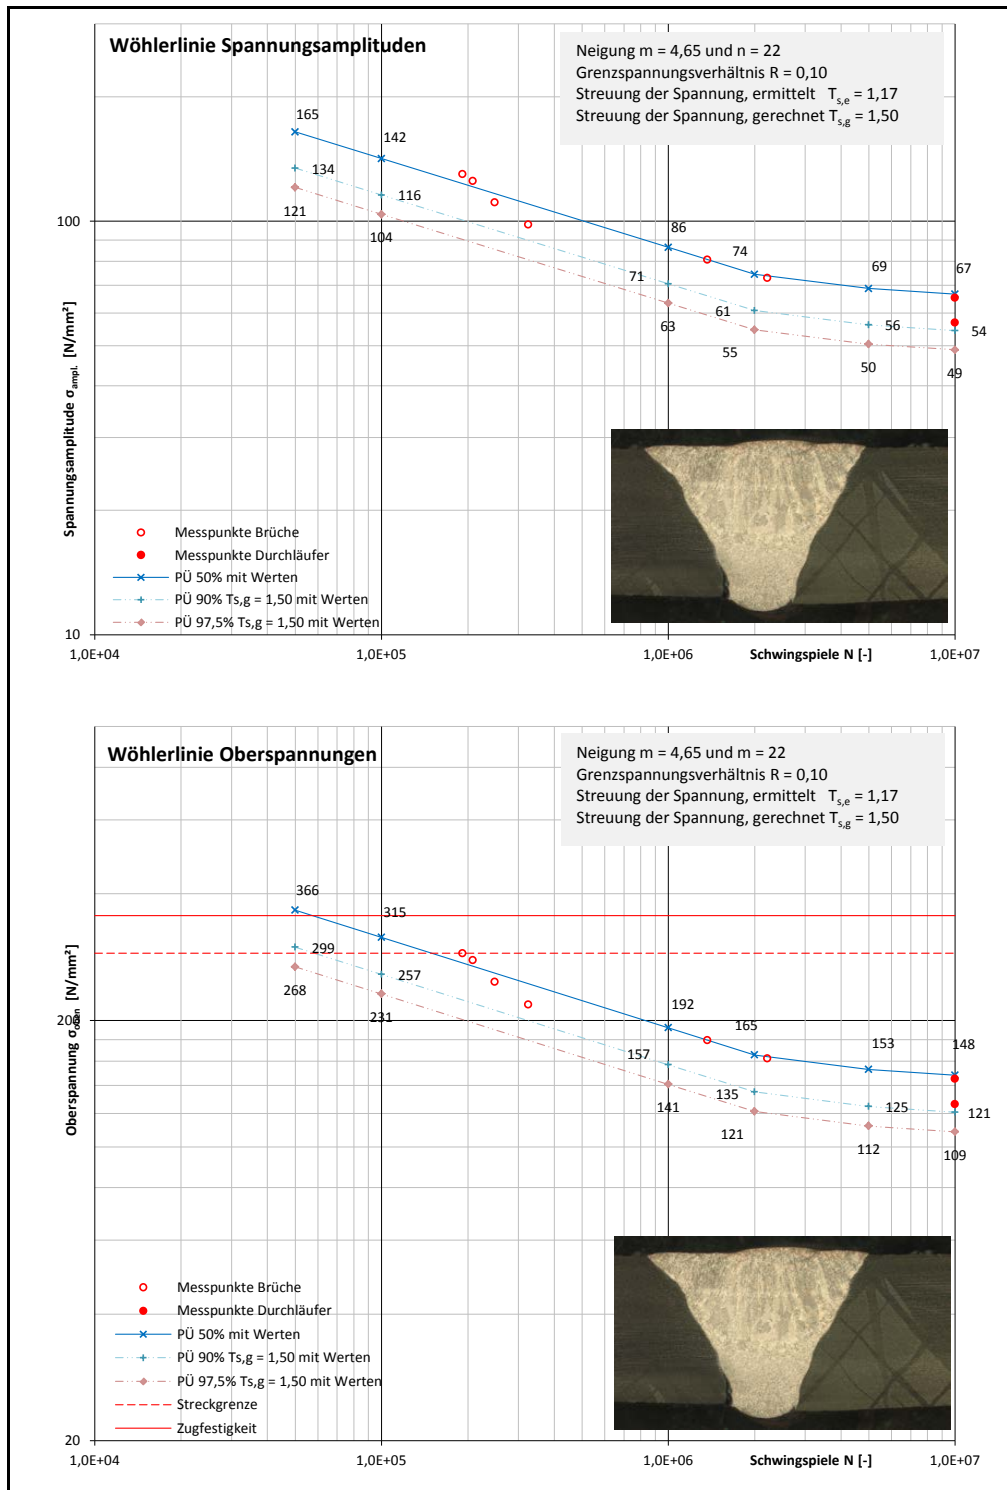 Wöhlerlinie Spannungsamplituden
Neigung m = 4,65 und n = 22
Grenzspannungsverhältnis R = 0,10
Streuung der Spannung, ermittelt Ts,e = 1,17
Streuung der Spannung, gerechnet Ts,g = 1,50
165
142
134
116
121
104
100
86
74
69
67
71
61
56
54
63
55
50
49
Spannungsamplitude σampl. [N/mm²]
Messpunkte Brüche
Messpunkte Durchläufer
PÜ 50% mit Werten
PÜ 90% Ts,g = 1,50 mit Werten
PÜ 97,5% Ts,g = 1,50 mit Werten
10
1,0E+04
1,0E+05
1,0E+06
Schwingspiele N [-]
1,0E+07
Wöhlerlinie Oberspannungen
Neigung m = 4,65 und m = 22
Grenzspannungsverhältnis R = 0,10
Streuung der Spannung, ermittelt Ts,e = 1,17
Streuung der Spannung, gerechnet Ts,g = 1,50
366
315
299
257
268
231
200
192
165
153
148
157
135
125
121
141
121
112
109
Oberspannung σoben [N/mm²]
Messpunkte Brüche
Messpunkte Durchläufer
PÜ 50% mit Werten
PÜ 90% Ts,g = 1,50 mit Werten
PÜ 97,5% Ts,g = 1,50 mit Werten
Streckgrenze
Zugfestigkeit
20
1,0E+04
1,0E+05
1,0E+06
Schwingspiele N [-]
1,0E+07